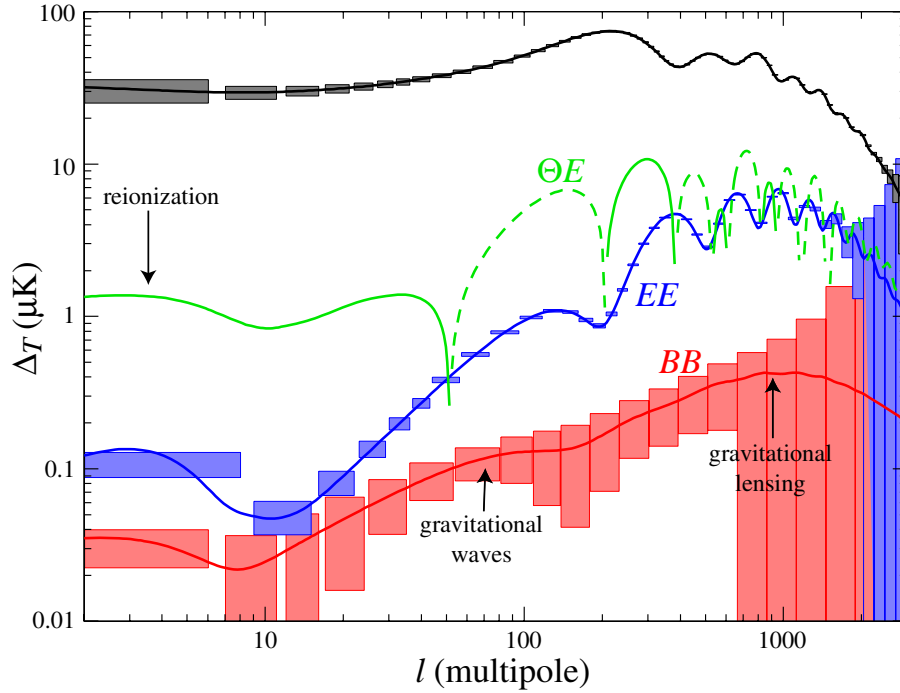 100
10
1
0.1
0.01
Δ_T (μK)
reionization
ΘE
EE
BB
gravitational
waves
gravitational
lensing
10
100
1000
l (multipole)